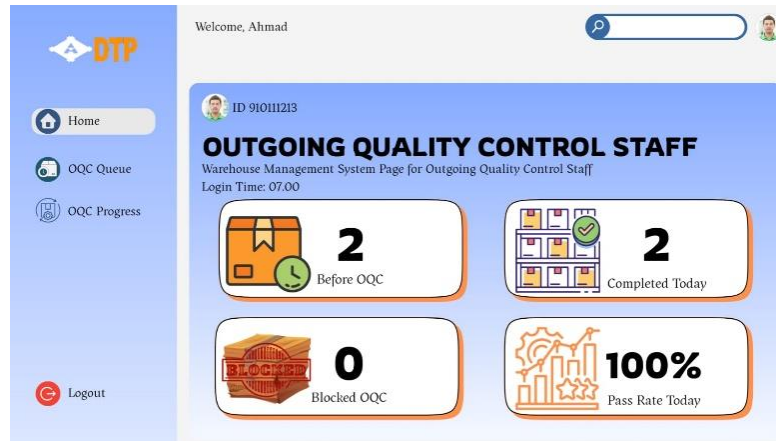 DTP
Welcome, Ahmad
Home
OQC Queue
OQC Progress
Logout
ID 910111213
OUTGOING QUALITY CONTROL STAFF
Warehouse Management System Page for Outgoing Quality Control Staff
Login Time: 07.00
2
Before OQC
2
Completed Today
BLOCKED
0
Blocked OQC
100%
Pass Rate Today